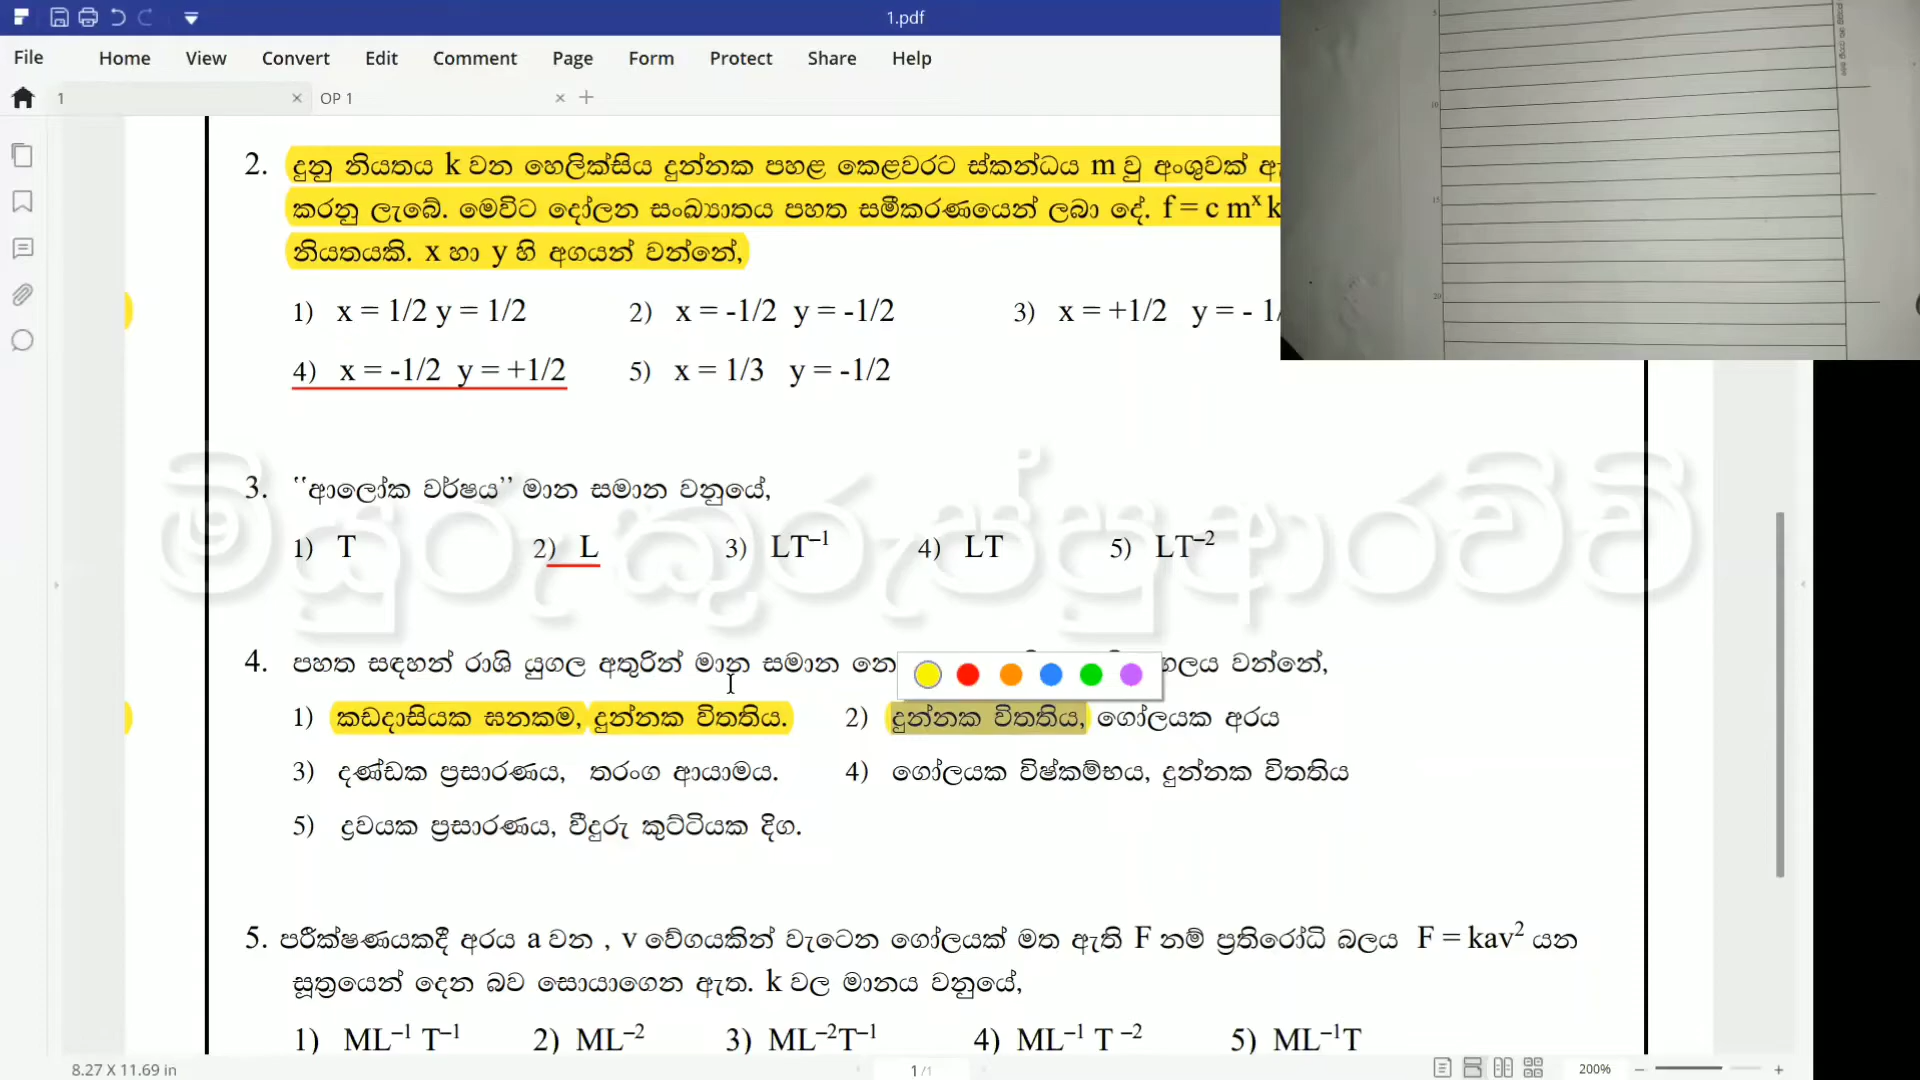 1.pdf
File Home View Convert Edit Comment Page Form Protect Share Help
1 OP 1
2. දුනු නියතය k වන හෙලික්සිය දුන්නක පහළ කෙළවරට ස්කන්ධය m වු අංශුවක්
කරනු ලැබේ. මෙවිට දෝලන සංඛ්‍යාතය පහත සමීකරණයෙන් ලබා දේ. f = c mˣ k
නියතයකි. x හා y හි අගයන් වන්නේ,
1) x = 1/2 y = 1/2 2) x = -1/2 y = -1/2 3) x = +1/2 y = - 1/
4) x = -1/2 y = +1/2 5) x = 1/3 y = -1/2
3. ‘‘ආලෝක වර්ෂය’’ මාන සමාන වනුයේ,
1) T 2) L 3) LT⁻¹ 4) LT 5) LT⁻²
මියුරු කුරුප්පුආරච්චි
4. පහත සඳහන් රාශි යුගල අතුරින් මාන සමාන වන්නේ,
1) කඩදාසියක ඝනකම, දුන්නක විතතිය. 2) දුන්නක විතතිය, ගෝලයක අරය
3) දණ්ඩක ප්‍රසාරණය, තරංග ආයාමය. 4) ගෝලයක විෂ්කම්භය, දුන්නක විතතිය
5) ද්‍රවයක ප්‍රසාරණය, වීදුරු කුට්ටියක දිග.
5. පරීක්ෂණයකදී අරය a වන , v වේගයකින් වැටෙන ගෝලයක් මත ඇති F නම් ප්‍රතිරෝධි බලය F = kav² යන
සූත්‍රයෙන් දෙන බව සොයාගෙන ඇත. k වල මානය වනුයේ,
1) ML⁻¹ T⁻¹ 2) ML⁻² 3) ML⁻²T⁻¹ 4) ML⁻¹ T ⁻² 5) ML⁻¹T
8.27 X 11.69 in 1 /1 200%